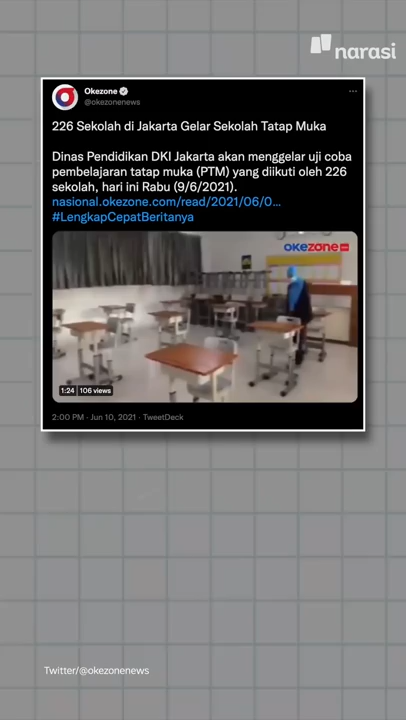 narasi
Okezone
@okezonenews
226 Sekolah di Jakarta Gelar Sekolah Tatap Muka
Dinas Pendidikan DKI Jakarta akan menggelar uji coba
pembelajaran tatap muka (PTM) yang diikuti oleh 226
sekolah, hari ini Rabu (9/6/2021).
nasional.okezone.com/read/2021/06/0...
#LengkapCepatBeritanya
okezone
1:24 106 views
2:00 PM · Jun 10, 2021 · TweetDeck
Twitter/@okezonenews